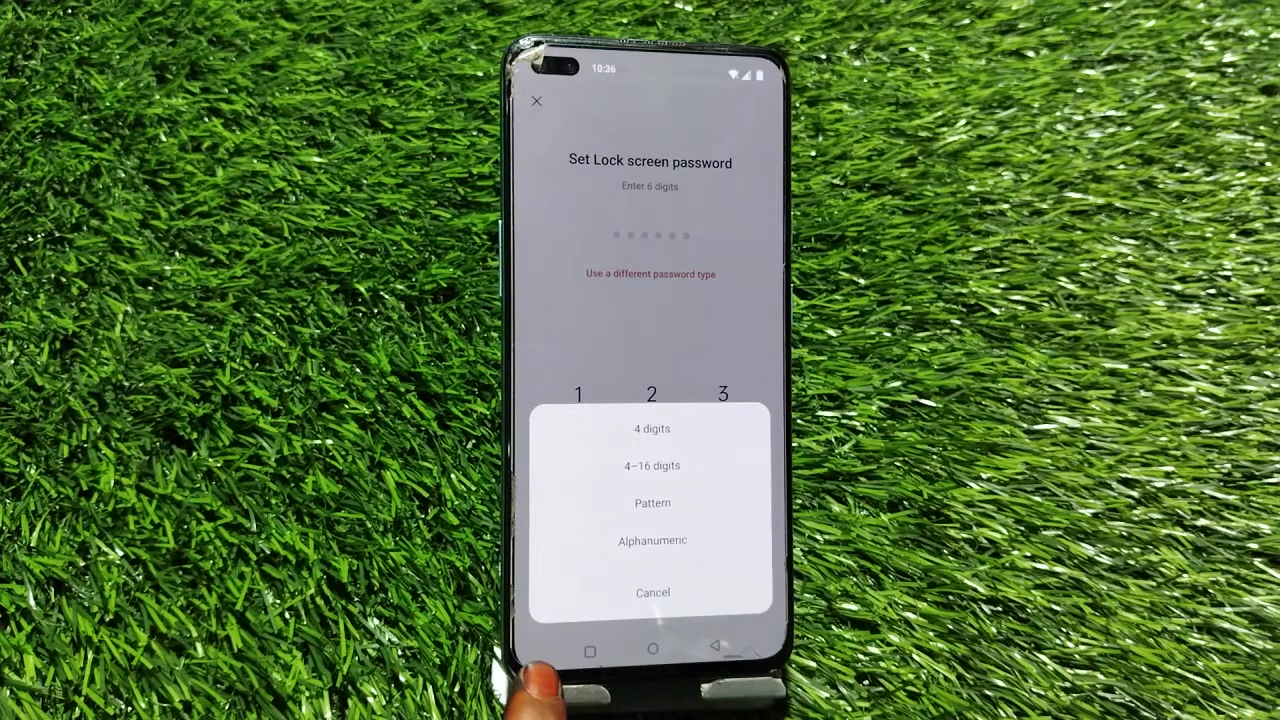 10:36
Set Lock screen password
Enter 6 digits
Use a different password type
1 2 3
4 digits
4–16 digits
Pattern
Alphanumeric
Cancel